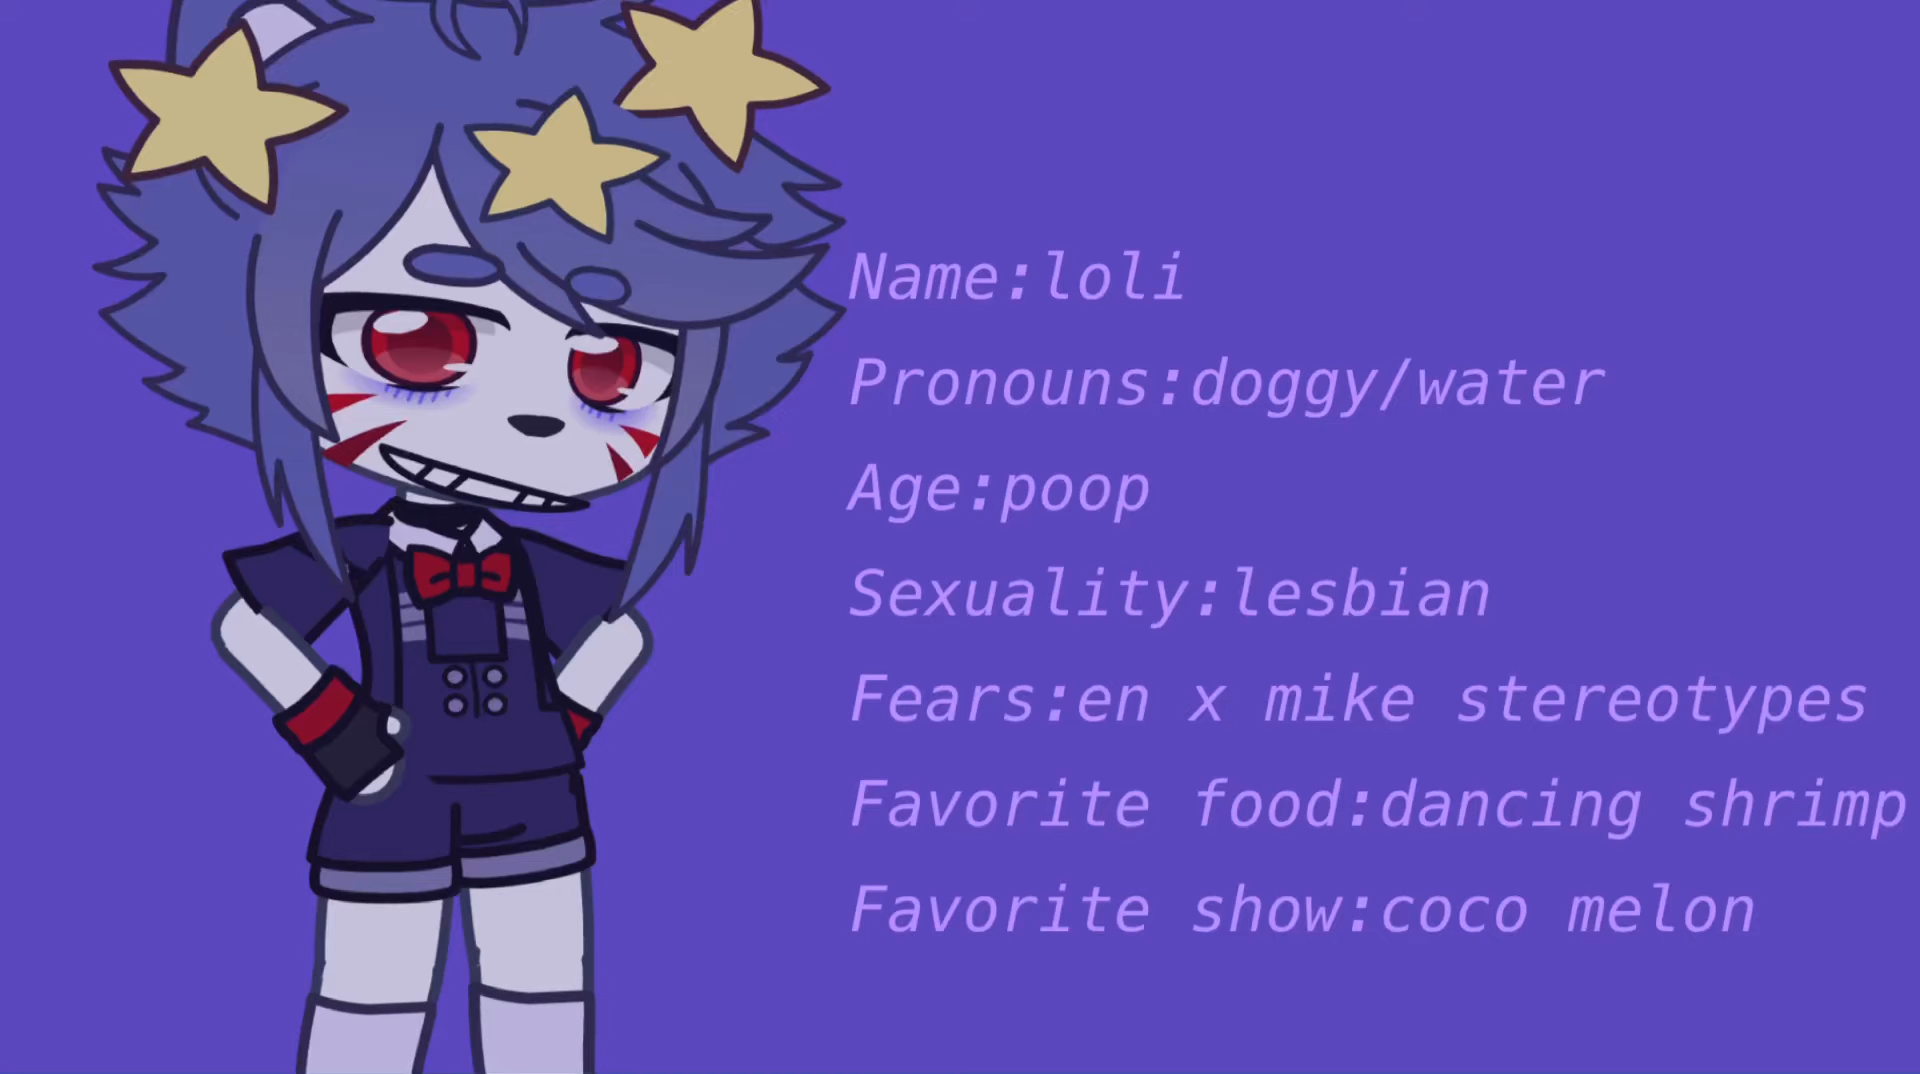 Name:loli
Pronouns:doggy/water
Age:poop
Sexuality:lesbian
Fears:en x mike stereotypes
Favorite food:dancing shrimp
Favorite show:coco melon